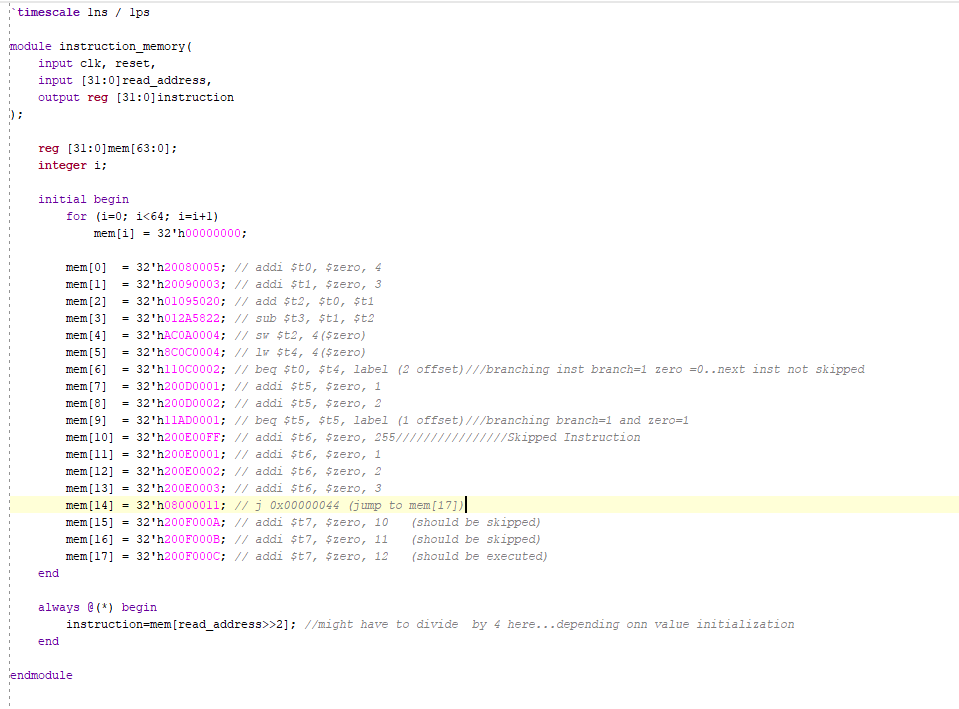 `timescale 1ns / 1ps
module instruction_memory(
input clk, reset,
input [31:0]read_address,
output reg [31:0]instruction
);
reg [31:0]mem[63:0];
integer i;
initial begin
for (i=0; i<64; i=i+1)
mem[i] = 32'h00000000;
mem[0]  = 32'h20080005; // addi $t0, $zero, 4
mem[1]  = 32'h20090003; // addi $t1, $zero, 3
mem[2]  = 32'h01095020; // add $t2, $t0, $t1
mem[3]  = 32'h012A5822; // sub $t3, $t1, $t2
mem[4]  = 32'hAC0A0004; // sw $t2, 4($zero)
mem[5]  = 32'h8C0C0004; // lw $t4, 4($zero)
mem[6]  = 32'h110C0002; // beq $t0, $t4, label (2 offset)///branching inst branch=1 zero =0..next inst not skipped
mem[7]  = 32'h200D0001; // addi $t5, $zero, 1
mem[8]  = 32'h200D0002; // addi $t5, $zero, 2
mem[9]  = 32'h11AD0001; // beq $t5, $t5, label (1 offset)///branching branch=1 and zero=1
mem[10] = 32'h200E00FF; // addi $t6, $zero, 255////////////////Skipped Instruction
mem[11] = 32'h200E0001; // addi $t6, $zero, 1
mem[12] = 32'h200E0002; // addi $t6, $zero, 2
mem[13] = 32'h200E0003; // addi $t6, $zero, 3
mem[14] = 32'h08000011; // j 0x00000044 (jump to mem[17])
mem[15] = 32'h200F000A; // addi $t7, $zero, 10   (should be skipped)
mem[16] = 32'h200F000B; // addi $t7, $zero, 11   (should be skipped)
mem[17] = 32'h200F000C; // addi $t7, $zero, 12   (should be executed)
end
always @(*) begin
instruction=mem[read_address>>2]; //might have to divide  by 4 here...depending onn value initialization
end
endmodule